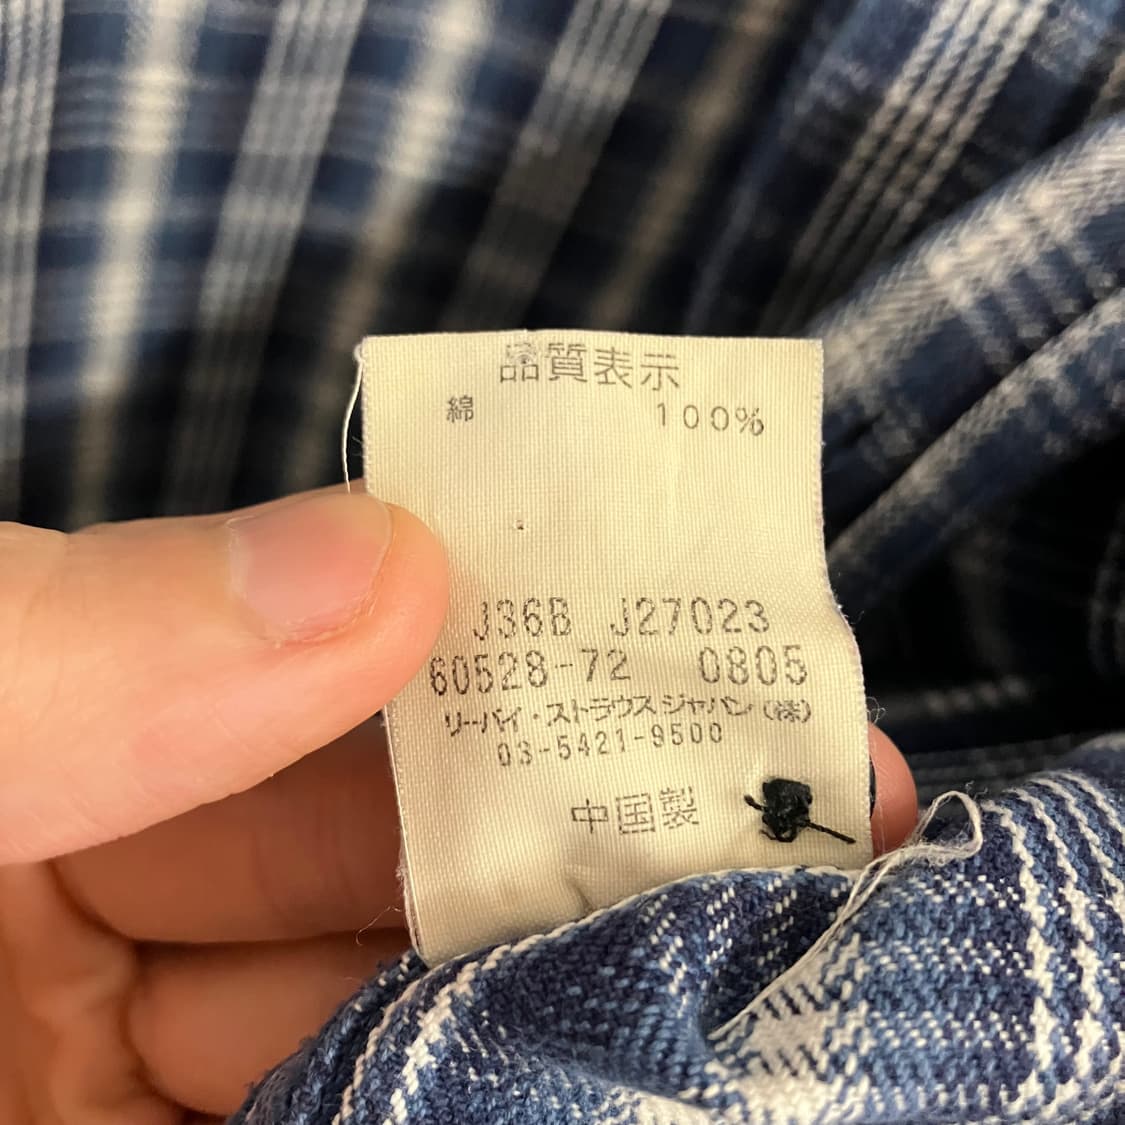 品質表示
綿 100%
J36B J27023
60528-72 0805
リーバイ・ストラウス ジャパン(株)
03-5421-9500
中国製